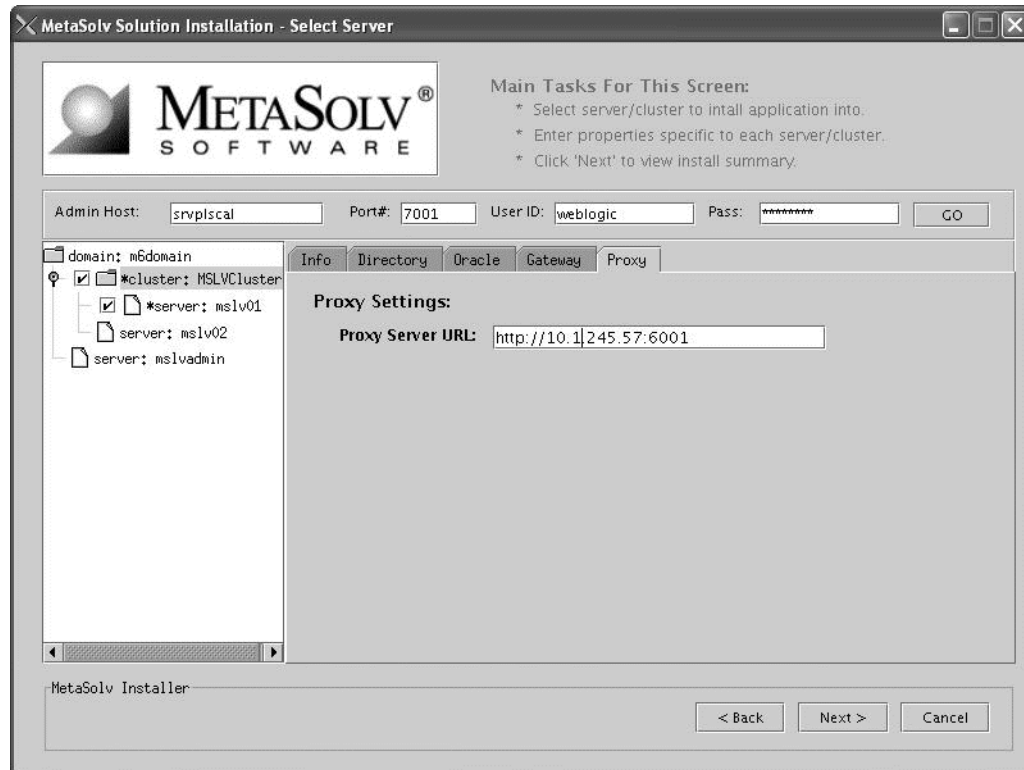 MetaSolv Solution Installation - Select Server
METASOLV®
SOFTWARE
Main Tasks For This Screen:
* Select server/cluster to intall application into.
* Enter properties specific to each server/cluster.
* Click 'Next' to view install summary.
Admin Host: srvplscal Port#: 7001 User ID: weblogic Pass: ******** GO
domain: m6domain
*cluster: MSLVCluster
*server: mslv01
server: mslv02
server: mslvadmin
Info Directory Oracle Gateway Proxy
Proxy Settings:
Proxy Server URL: http://10.1.245.57:6001
MetaSolv Installer
< Back Next > Cancel